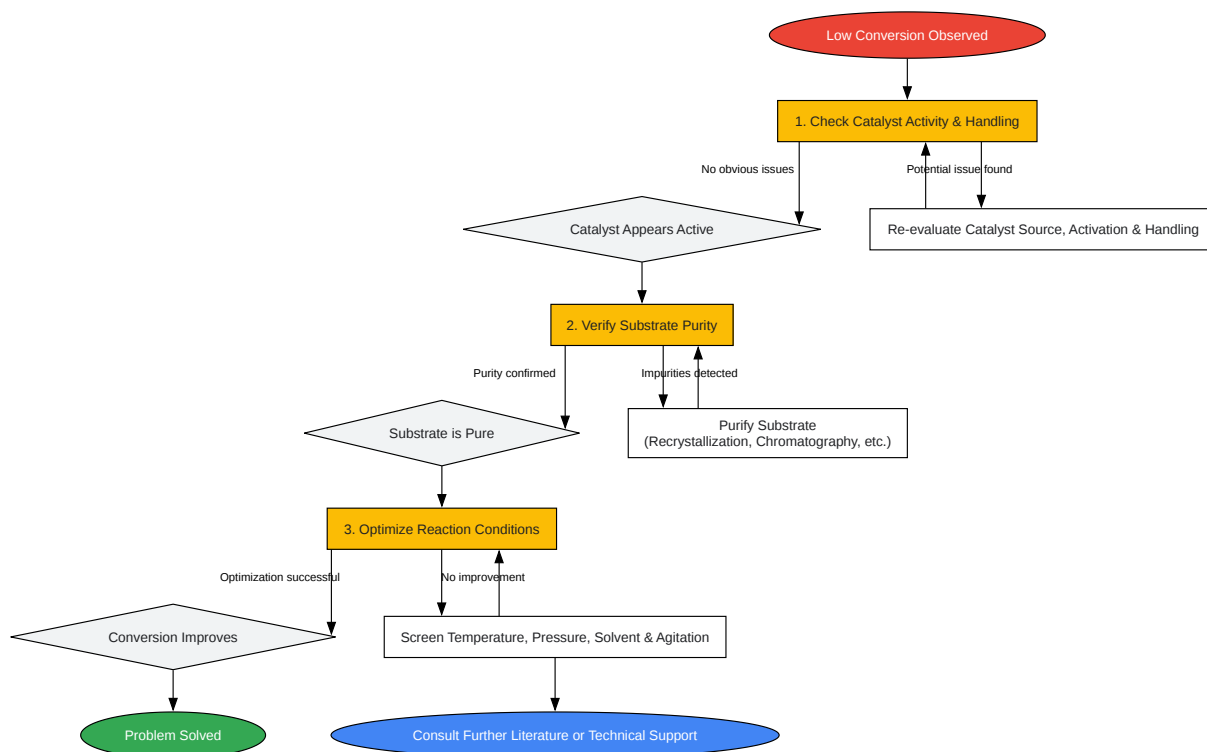 Low Conversion Observed
1. Check Catalyst Activity & Handling
No obvious issues
Potential issue found
Catalyst Appears Active
Re-evaluate Catalyst Source, Activation & Handling
2. Verify Substrate Purity
Purity confirmed
Impurities detected
Substrate is Pure
Purify Substrate
(Recrystallization, Chromatography, etc.)
3. Optimize Reaction Conditions
Optimization successful
No improvement
Conversion Improves
Screen Temperature, Pressure, Solvent & Agitation
Problem Solved
Consult Further Literature or Technical Support